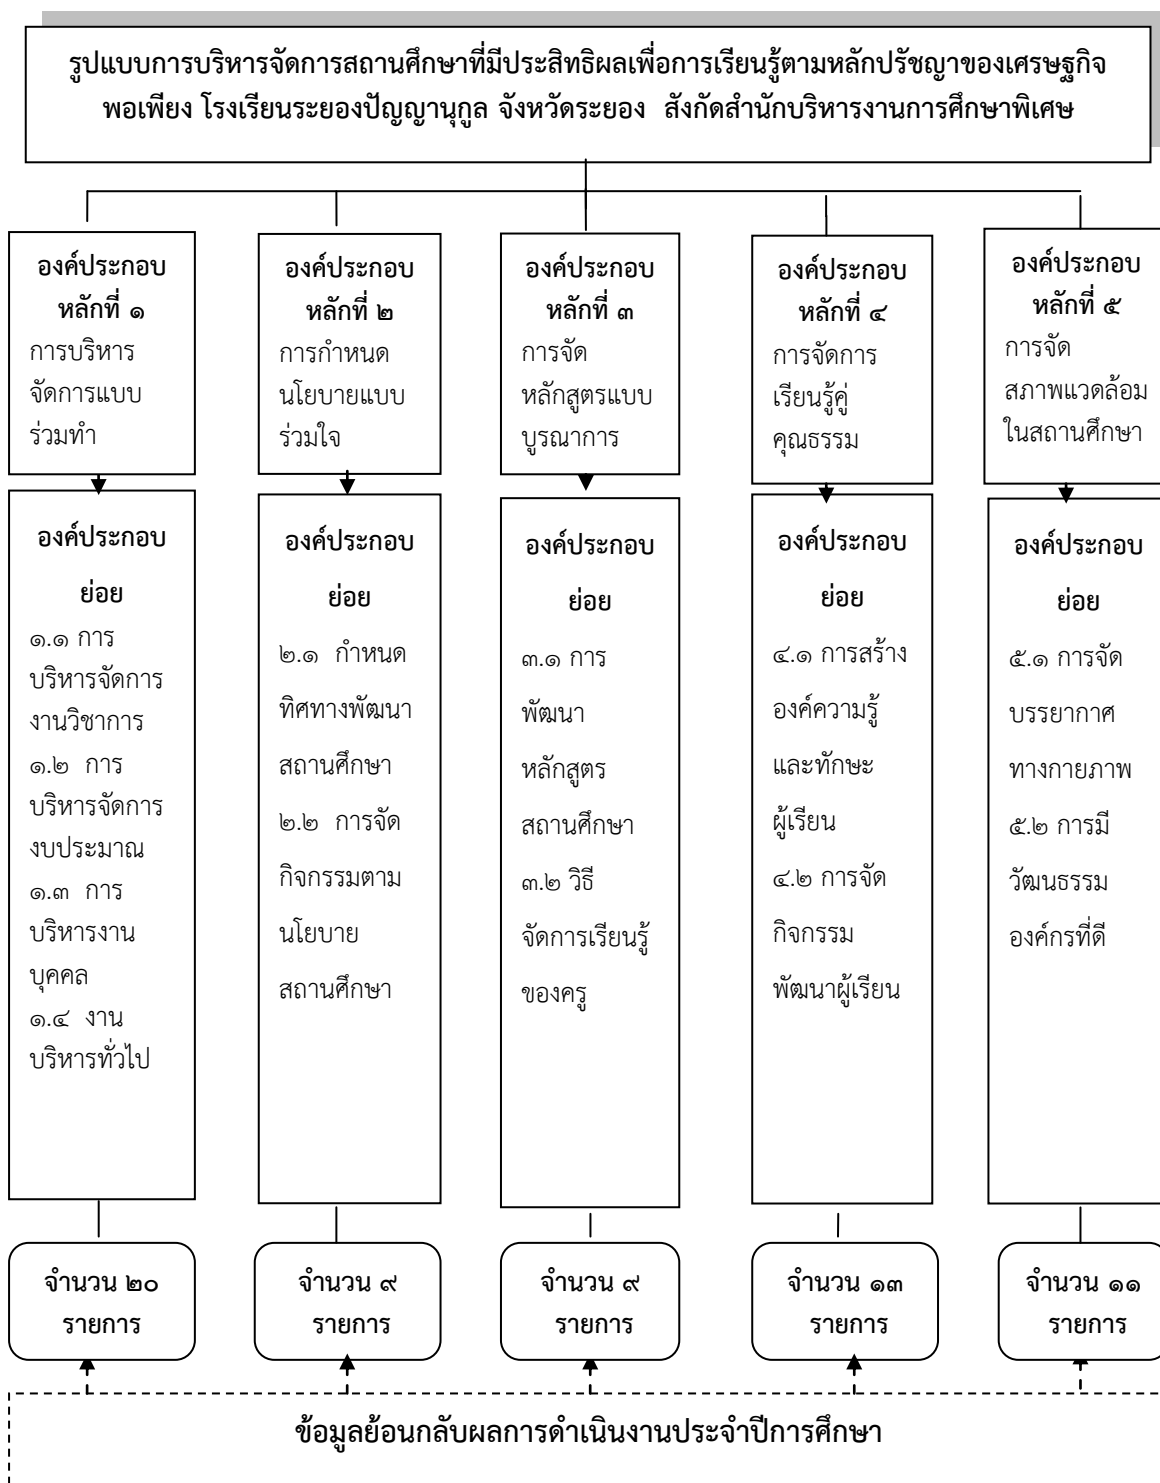 รูปแบบการบริหารจัดการสถานศึกษาที่มีประสิทธิผลเพื่อการเรียนรู้ตามหลักปรัชญาของเศรษฐกิจ
พอเพียง โรงเรียนระยองปัญญานุกูล จังหวัดระยอง สังกัดสำนักบริหารงานการศึกษาพิเศษ
องค์ประกอบ
หลักที่ ๑
การบริหาร
จัดการแบบ
ร่วมทำ
องค์ประกอบ
หลักที่ ๒
การกำหนด
นโยบายแบบ
ร่วมใจ
องค์ประกอบ
หลักที่ ๓
การจัด
หลักสูตรแบบ
บูรณาการ
องค์ประกอบ
หลักที่ ๔
การจัดการ
เรียนรู้คู่
คุณธรรม
องค์ประกอบ
หลักที่ ๕
การจัด
สภาพแวดล้อม
ในสถานศึกษา
องค์ประกอบ
ย่อย
๑.๑ การ
บริหารจัดการ
งานวิชาการ
๑.๒ การ
บริหารจัดการ
งบประมาณ
๑.๓ การ
บริหารงาน
บุคคล
๑.๔ งาน
บริหารทั่วไป
องค์ประกอบ
ย่อย
๒.๑ กำหนด
ทิศทางพัฒนา
สถานศึกษา
๒.๒ การจัด
กิจกรรมตาม
นโยบาย
สถานศึกษา
องค์ประกอบ
ย่อย
๓.๑ การ
พัฒนา
หลักสูตร
สถานศึกษา
๓.๒ วิธี
จัดการเรียนรู้
ของครู
องค์ประกอบ
ย่อย
๔.๑ การสร้าง
องค์ความรู้
และทักษะ
ผู้เรียน
๔.๒ การจัด
กิจกรรม
พัฒนาผู้เรียน
องค์ประกอบ
ย่อย
๕.๑ การจัด
บรรยากาศ
ทางกายภาพ
๕.๒ การมี
วัฒนธรรม
องค์กรที่ดี
จำนวน ๒๐
รายการ
จำนวน ๙
รายการ
จำนวน ๙
รายการ
จำนวน ๑๓
รายการ
จำนวน ๑๑
รายการ
ข้อมูลย้อนกลับผลการดำเนินงานประจำปีการศึกษา